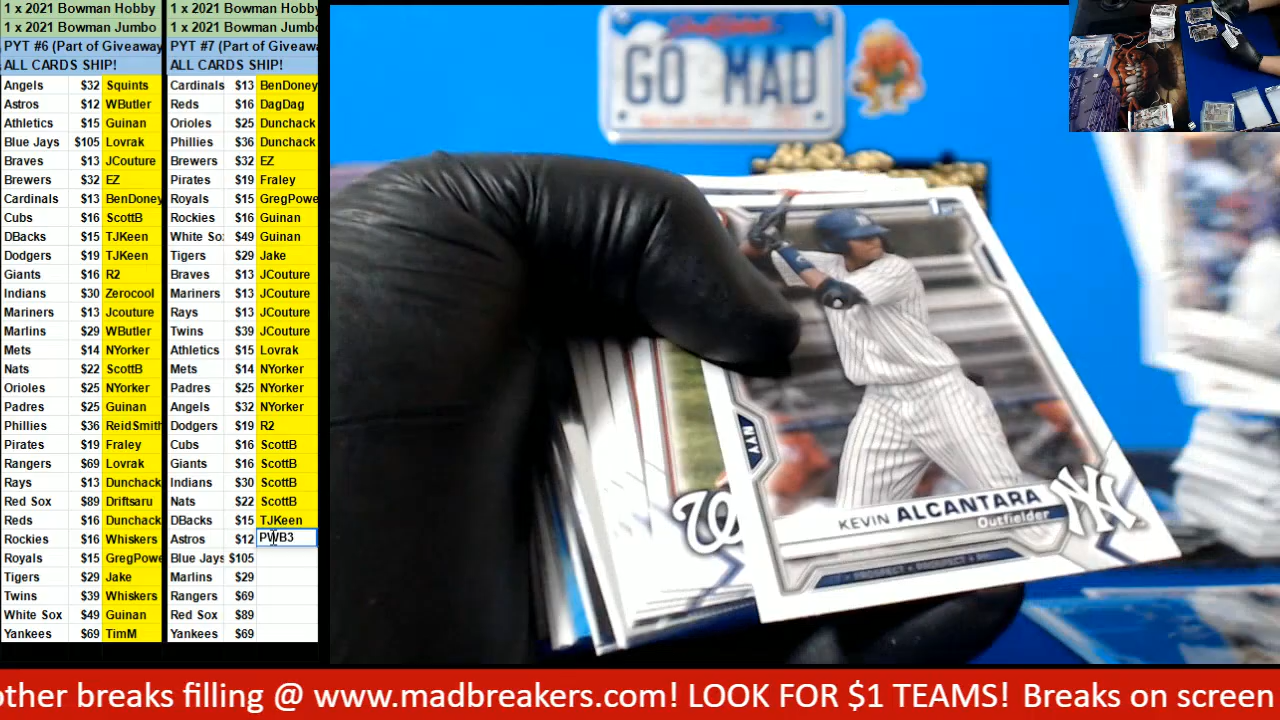 1 x 2021 Bowman Hobby 1 x 2021 Bowman Hobby
1 x 2021 Bowman Jumbo 1 x 2021 Bowman Jumbo
PYT #6 (Part of Giveaway PYT #7 (Part of Giveaway
ALL CARDS SHIP! ALL CARDS SHIP!
Angels $32 Squints Cardinals $13 BenDoney
Astros $12 WButler Reds $16 DagDag
Athletics $15 Guinan Orioles $25 Dunchack
Blue Jays $105 Lovrak Phillies $36 Dunchack
Braves $13 JCouture Brewers $32 EZ
Brewers $32 EZ Pirates $19 Fraley
Cardinals $13 BenDoney Royals $15 GregPowe
Cubs $16 ScottB Rockies $16 Guinan
DBacks $15 TJKeen White So $49 Guinan
Dodgers $19 TJKeen Tigers $29 Jake
Giants $16 R2 Braves $13 JCouture
Indians $30 Zerocool Mariners $13 JCouture
Mariners $13 Jcouture Rays $13 JCouture
Marlins $29 WButler Twins $39 JCouture
Mets $14 NYorker Athletics $15 Lovrak
Nats $22 ScottB Mets $14 NYorker
Orioles $25 NYorker Padres $25 NYorker
Padres $25 Guinan Angels $32 NYorker
Phillies $36 ReidSmith Dodgers $19 R2
Pirates $19 Fraley Cubs $16 ScottB
Rangers $69 Lovrak Giants $16 ScottB
Rays $13 Dunchack Indians $30 ScottB
Red Sox $89 Driftsaru Nats $22 ScottB
Reds $16 Dunchack DBacks $15 TJKeen
Rockies $16 Whiskers Astros $12 PWB3
Royals $15 GregPowe Blue Jays $105
Tigers $29 Jake Marlins $29
Twins $39 Whiskers Rangers $69
White Sox $49 Guinan Red Sox $89
Yankees $69 TimM Yankees $69
GO MAD
NYY
KEVIN ALCANTARA
Outfielder
PROSPECT • PROSPECT
NY
W
other breaks filling @ www.madbreakers.com! LOOK FOR $1 TEAMS! Breaks on screen